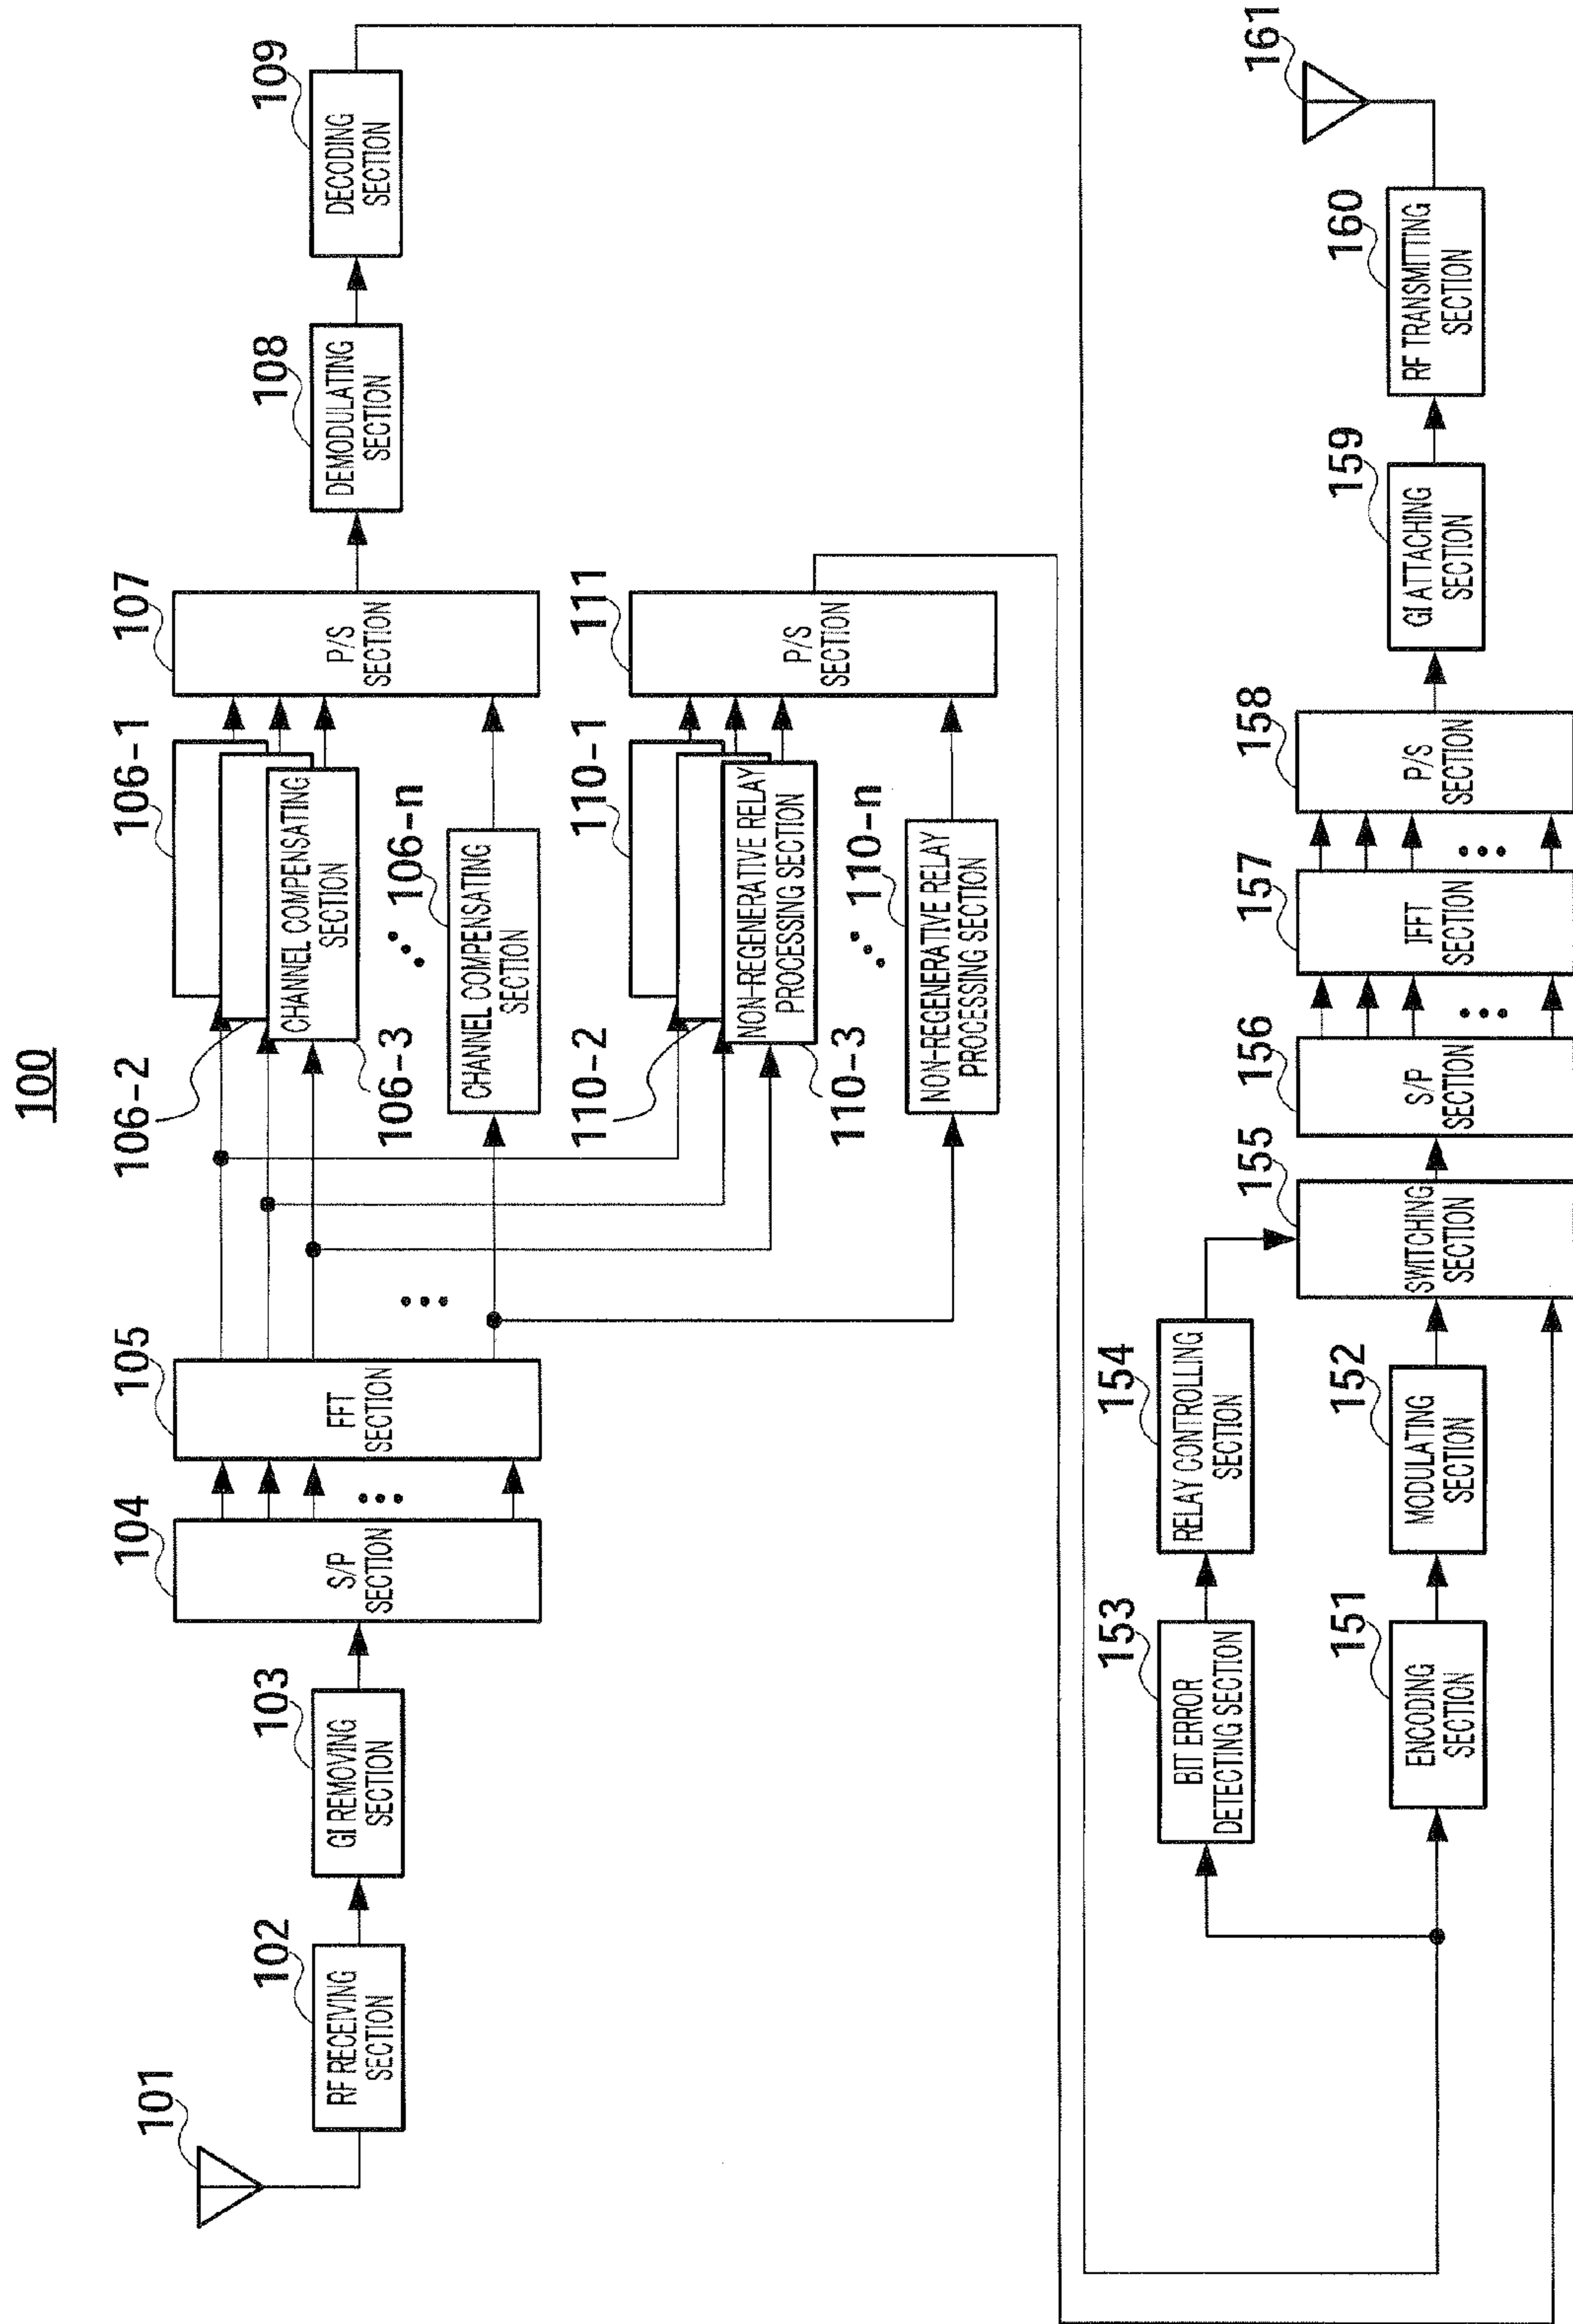 100
101
102
RF RECEIVING
SECTION
103
GI REMOVING
SECTION
104
S/P
SECTION
105
FFT
SECTION
106-1
106-2
CHANNEL COMPENSATING
SECTION
106-3
106-n
CHANNEL COMPENSATING
SECTION
107
P/S
SECTION
108
DEMODULATING
SECTION
109
DECODING
SECTION
110-1
110-2
NON-REGENERATIVE RELAY
PROCESSING SECTION
110-3
110-n
NON-REGENERATIVE RELAY
PROCESSING SECTION
111
P/S
SECTION
153
BIT ERROR
DETECTING SECTION
154
RELAY CONTROLLING
SECTION
151
ENCODING
SECTION
152
MODULATING
SECTION
155
SWITCHING
SECTION
156
S/P
SECTION
157
IFFT
SECTION
158
P/S
SECTION
159
GI ATTACHING
SECTION
160
RF TRANSMITTING
SECTION
161